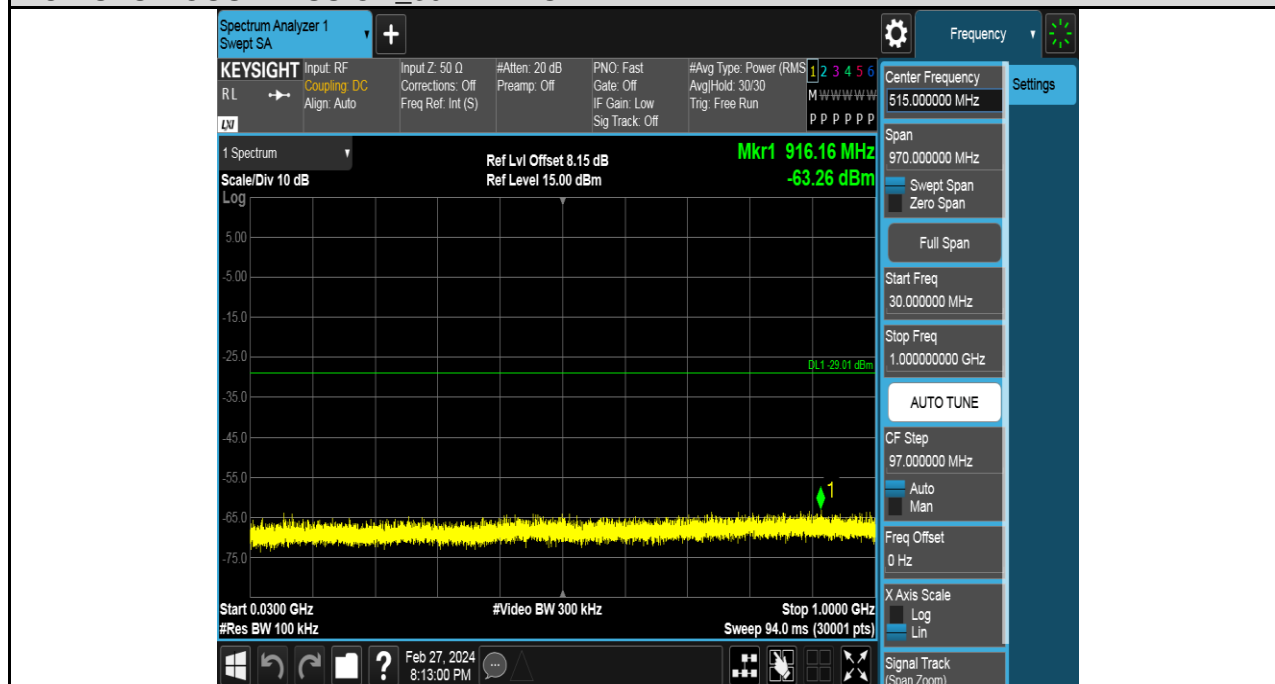 Spectrum Analyzer 1
Swept SA
+
Frequency
KEYSIGHT
RL
LXI
Input: RF
Coupling: DC
Align: Auto
Input Z: 50 Ω
Corrections: Off
Freq Ref: Int (S)
#Atten: 20 dB
Preamp: Off
PNO: Fast
Gate: Off
IF Gain: Low
Sig Track: Off
#Avg Type: Power (RMS
Avg|Hold: 30/30
Trig: Free Run
1 2 3 4 5 6
M W W W W W
P P P P P P
1 Spectrum
Scale/Div 10 dB
Ref Lvl Offset 8.15 dB
Ref Level 15.00 dBm
Mkr1 916.16 MHz
-63.26 dBm
Log
5.00
-5.00
-15.0
-25.0
DL1 -29.01 dBm
-35.0
-45.0
-55.0
1
-65.0
-75.0
Start 0.0300 GHz
#Video BW 300 kHz
Stop 1.0000 GHz
#Res BW 100 kHz
Sweep 94.0 ms (30001 pts)
Center Frequency
515.000000 MHz
Settings
Span
970.000000 MHz
Swept Span
Zero Span
Full Span
Start Freq
30.000000 MHz
Stop Freq
1.000000000 GHz
AUTO TUNE
CF Step
97.000000 MHz
Auto
Man
Freq Offset
0 Hz
X Axis Scale
Log
Lin
Signal Track
(Span Zoom)
?
Feb 27, 2024
8:13:00 PM